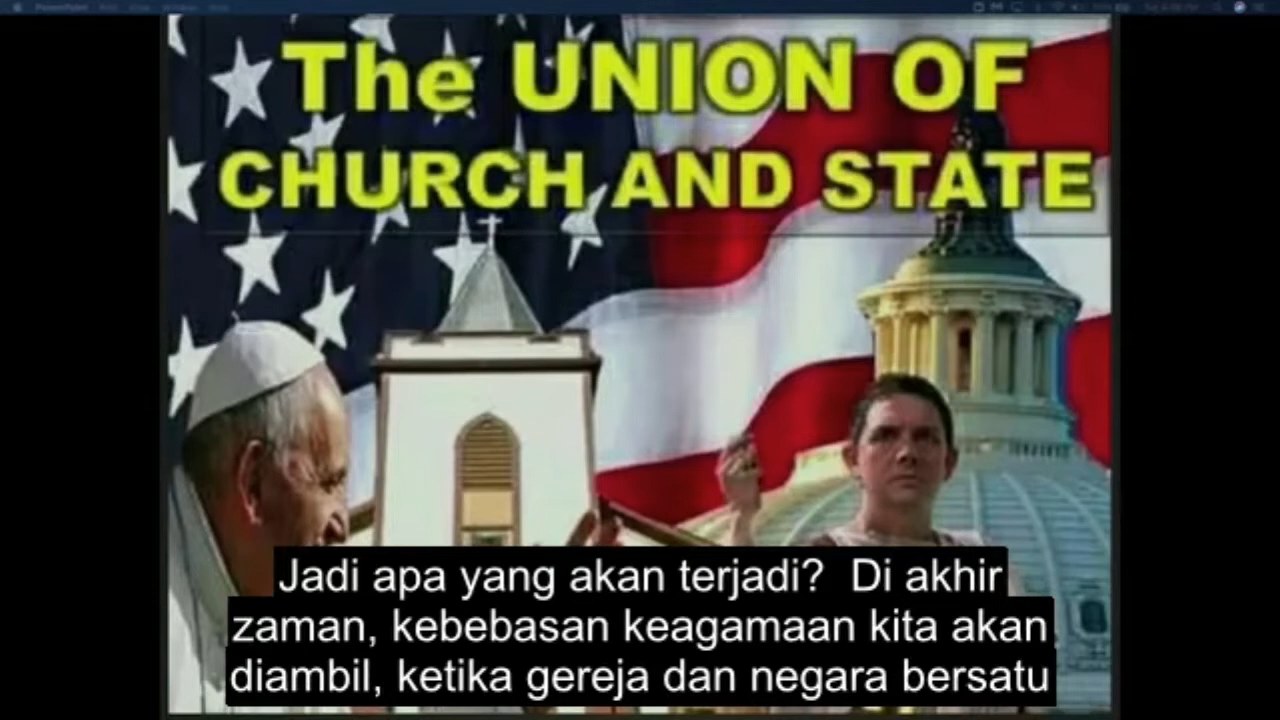 PowerPoint
The UNION OF
CHURCH AND STATE
Jadi apa yang akan terjadi? Di akhir
zaman, kebebasan keagamaan kita akan
diambil, ketika gereja dan negara bersatu